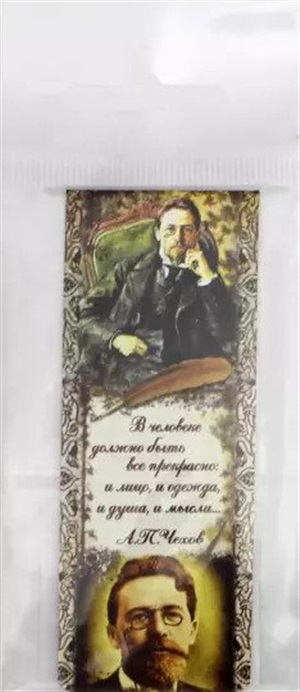 В человеке
должно быть
все прекрасно:
и лицо, и одежда,
и душа, и мысли...
А.П.Чехов